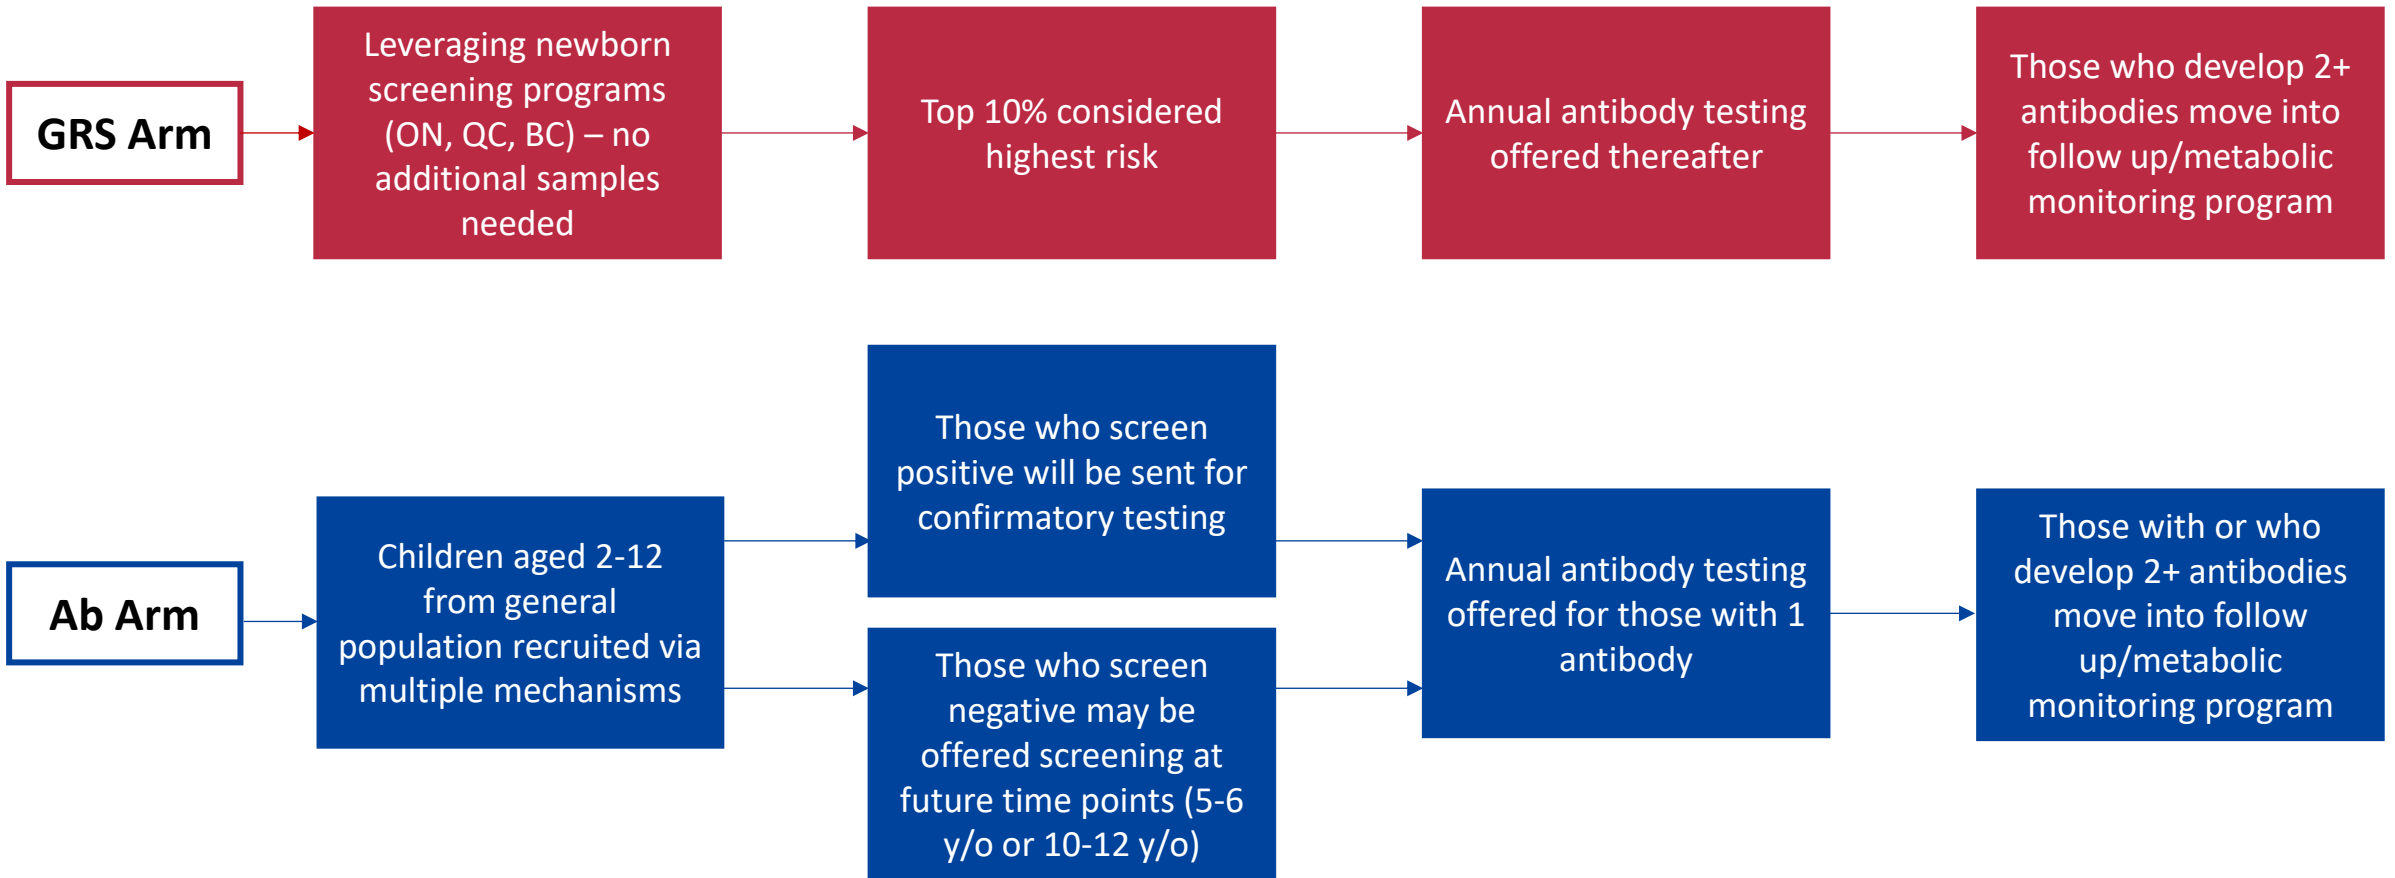 GRS Arm
Leveraging newborn
screening programs
(ON, QC, BC) – no
additional samples
needed
Top 10% considered
highest risk
Annual antibody testing
offered thereafter
Those who develop 2+
antibodies move into
follow up/metabolic
monitoring program
Ab Arm
Children aged 2-12
from general
population recruited via
multiple mechanisms
Those who screen
positive will be sent for
confirmatory testing
Those who screen
negative may be
offered screening at
future time points (5-6
y/o or 10-12 y/o)
Annual antibody testing
offered for those with 1
antibody
Those with or who
develop 2+ antibodies
move into follow
up/metabolic
monitoring program